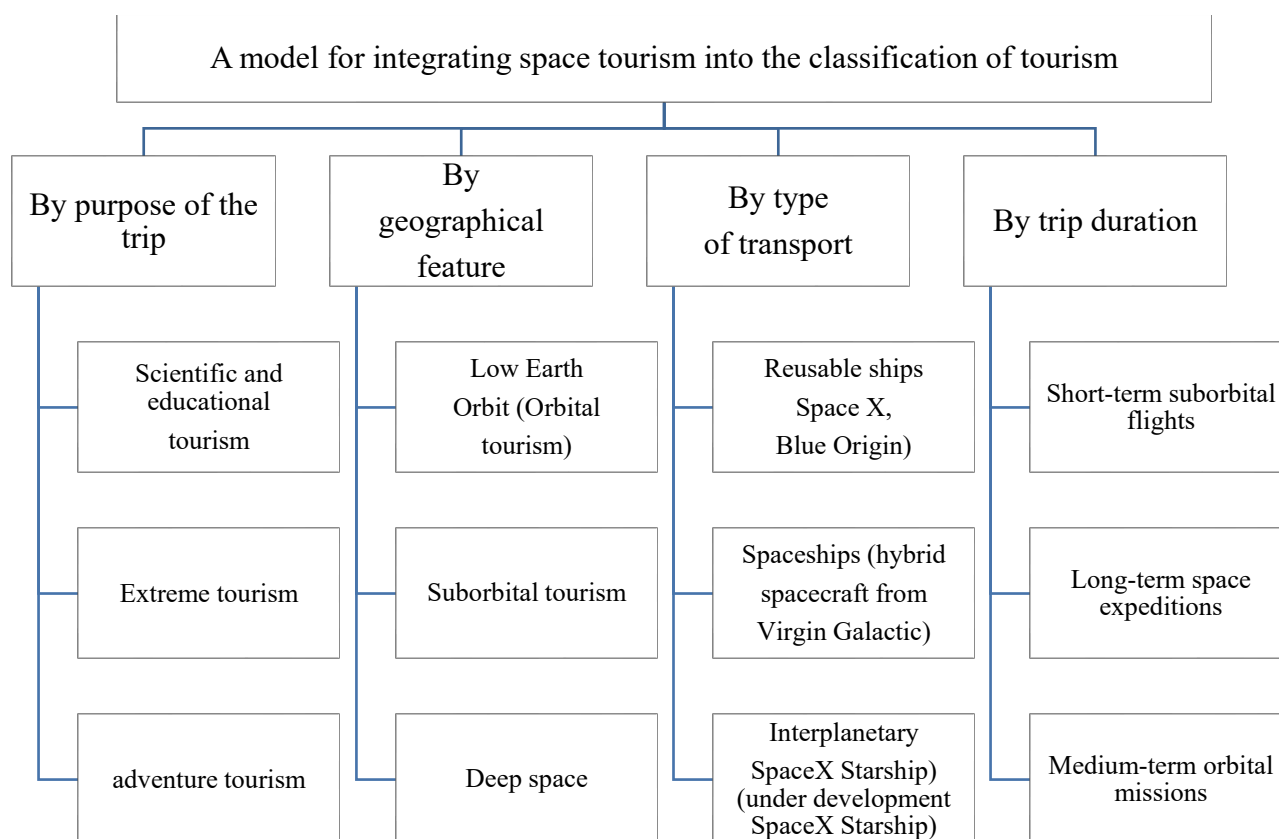 A model for integrating space tourism into the classification of tourism
By purpose of the
trip
By
geographical
feature
By type
of transport
By trip duration
Scientific and
educational
tourism
Low Earth
Orbit (Orbital
tourism)
Reusable ships
Space X,
Blue Origin)
Short-term suborbital
flights
Extreme tourism
Suborbital tourism
Spaceships (hybrid
spacecraft from
Virgin Galactic)
Long-term space
expeditions
adventure tourism
Deep space
Interplanetary
SpaceX Starship)
(under development
SpaceX Starship)
Medium-term orbital
missions